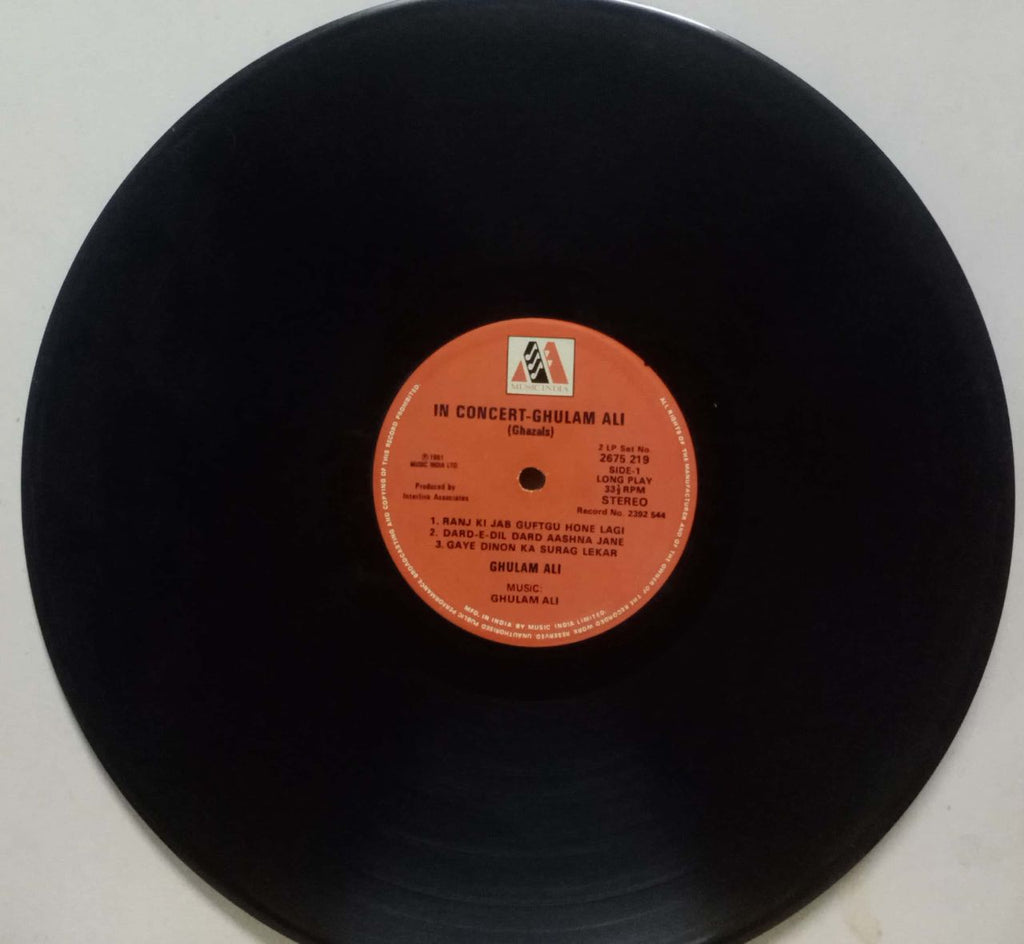 MUSIC INDIA
IN CONCERT-GHULAM ALI
(Ghazals)
℗ 1981
MUSIC INDIA LTD.
Produced by
Interlink Associates
2 LP Set No.
2675 219
SIDE-1
LONG PLAY
33⅓ RPM
STEREO
Record No. 2392 544
1. RANJ KI JAB GUFTGU HONE LAGI
2. DARD-E-DIL DARD AASHNA JANE
3. GAYE DINON KA SURAG LEKAR
GHULAM ALI
MUSIC:
GHULAM ALI
ALL RIGHTS OF THE MANUFACTURER AND OF THE OWNER OF THE RECORDED WORK RESERVED. UNAUTHORISED PUBLIC PERFORMANCE BROADCASTING AND COPYING OF THIS RECORD PROHIBITED.
MFD. IN INDIA BY MUSIC INDIA LIMITED.